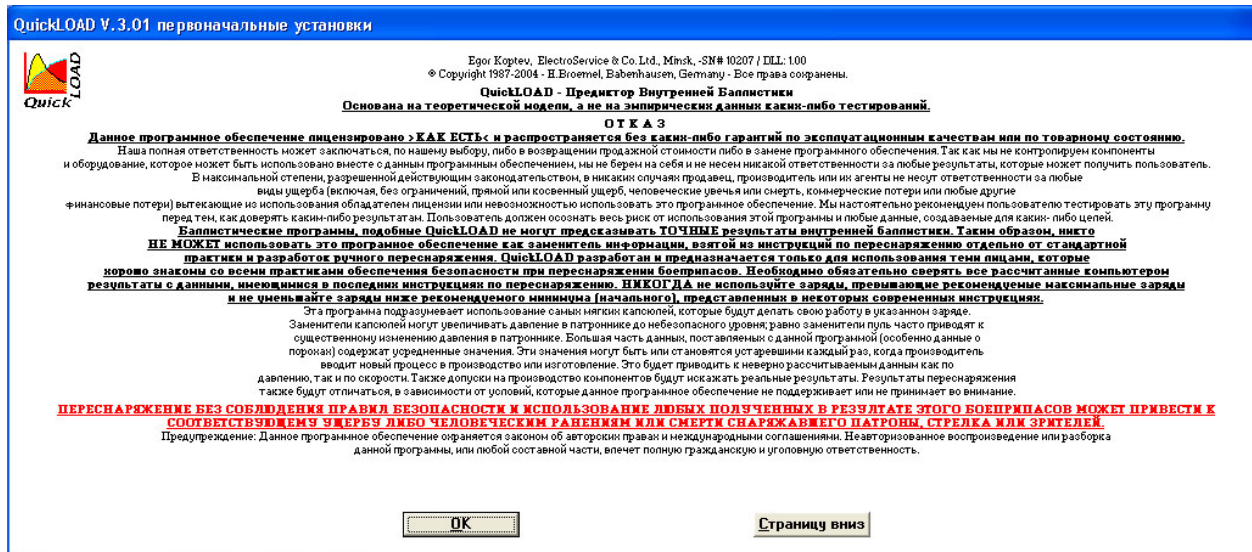 QuickLOAD V.3.01 первоначальные установки
Quick LOAD
Egor Koptev, ElectroService & Co. Ltd., Minsk, -SN# 10207 / DLL: 1.00
© Copyright 1987-2004 - H.Broemel, Babenhausen, Germany - Все права сохранены.
QuickLOAD - Предиктор Внутренней Баллистики
Основана на теоретической модели, а не на эмпирических данных каких-либо тестирований.
О Т К А З
Данное программное обеспечение лицензировано >КАК ЕСТЬ< и распространяется без каких-либо гарантий по эксплуатационным качествам или по товарному состоянию.
Наша полная ответственность может заключаться, по нашему выбору, либо в возвращении продажной стоимости либо в замене программного обеспечения. Так как мы не контролируем компоненты
и оборудование, которое может быть использовано вместе с данным программным обеспечением, мы не берем на себя и не несем никакой ответственности за любые результаты, которые может получить пользователь.
В максимальной степени, разрешенной действующим законодательством, в никаких случаях продавец, производитель или их агенты не несут ответственности за любые
виды ущерба (включая, без ограничений, прямой или косвенный ущерб, человеческие увечья или смерть, коммерческие потери или любые другие
финансовые потери) вытекающие из использования обладателем лицензии или невозможностью использовать это программное обеспечение. Мы настоятельно рекомендуем пользователю тестировать эту программу
перед тем, как доверять каким-либо результатам. Пользователь должен осознать весь риск от использования этой программы и любые данные, создаваемые для каких- либо целей.
Баллистические программы, подобные QuickLOAD не могут предсказывать ТОЧНЫЕ результаты внутренней баллистики. Таким образом, никто
НЕ МОЖЕТ использовать это програмное обеспечение как заменитель информации, взятой из инструкций по переснаряжению отдельно от стандартной
практики и разработок ручного переснаряжения. QuickLOAD разработан и предназначается только для использования теми лицами, которые
хорошо знакомы со всеми практиками обеспечения безопасности при переснаряжении боеприпасов. Необходимо обязательно сверять все рассчитанные компьютером
результаты с данными, имеющимися в последних инструкциях по переснаряжению. НИКОГДА не используйте заряды, превышающие рекомендуемые максимальные заряды
и не уменьшайте заряды ниже рекомендуемого минимума (начального), представленных в некоторых современных инструкциях.
Эта программа подразумевает использование самых мягких капсюлей, которые будут делать свою работу в указанном заряде.
Заменители капсюлей могут увеличивать давление в патроннике до небезопасного уровня; равно заменители пуль часто приводят к
существенному изменению давления в патроннике. Большая часть данных, поставляемых с данной программой (особенно данные о
порохах) содержат усредненные значения. Эти значения могут быть или становятся устаревшими каждый раз, когда производитель
вводит новый процесс в производство или изготовление. Это будет приводить к неверно рассчитываемым данным как по
давлению, так и по скорости. Также допуски на производство компонентов будут искажать реальные результаты. Результаты переснаряжения
также будут отличаться, в зависимости от условий, которые данное программное обеспечение не поддерживает или не принимает во внимание.
ПЕРЕСНАРЯЖЕНИЕ БЕЗ СОБЛЮДЕНИЯ ПРАВИЛ БЕЗОПАСНОСТИ И ИСПОЛЬЗОВАНИЕ ЛЮБЫХ ПОЛУЧЕННЫХ В РЕЗУЛТАТЕ ЭТОГО БОЕПРИПАСОВ МОЖЕТ ПРИВЕСТИ К
СООТВЕТСТВУЮЩЕМУ УЩЕРБУ ЛИБО ЧЕЛОВЕЧЕСКИМ РАНЕНИЯМ ИЛИ СМЕРТИ СНАРЯЖАВШЕГО ПАТРОНЫ, СТРЕЛКА ИЛИ ЗРИТЕЛЕЙ.
Предупреждение: Данное программное обеспечение охраняется законом об авторских правах и международными соглашениями. Неавторизованное воспроизведение или разборка
данной программы, или любой составной части, влечет полную гражданскую и уголовную ответственность.
OK
Страницу вниз